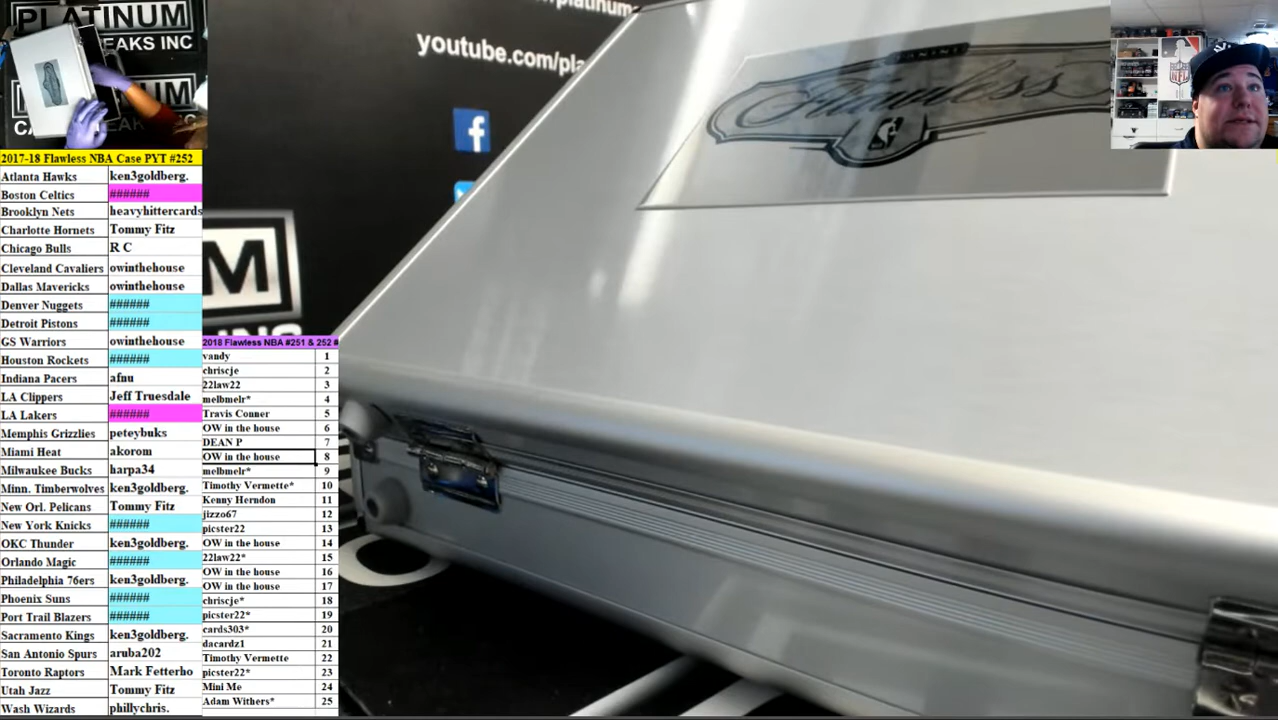 PLATINUM
AKS INC
youtube.com/pla
PANINI
Flawless
M
2017-18 Flawless NBA Case PYT #252
Atlanta Hawks ken3goldberg.
Boston Celtics ######
Brooklyn Nets heavyhittercards
Charlotte Hornets Tommy Fitz
Chicago Bulls R C
Cleveland Cavaliers owinthehouse
Dallas Mavericks owinthehouse
Denver Nuggets ######
Detroit Pistons ######
GS Warriors owinthehouse
Houston Rockets ######
Indiana Pacers afnu
LA Clippers Jeff Truesdale
LA Lakers ######
Memphis Grizzlies peteybuks
Miami Heat akorom
Milwaukee Bucks harpa34
Minn. Timberwolves ken3goldberg.
New Orl. Pelicans Tommy Fitz
New York Knicks ######
OKC Thunder ken3goldberg.
Orlando Magic ######
Philadelphia 76ers ken3goldberg.
Phoenix Suns ######
Port Trail Blazers ######
Sacramento Kings ken3goldberg.
San Antonio Spurs aruba202
Toronto Raptors Mark Fetterho
Utah Jazz Tommy Fitz
Wash Wizards phillychris.
2018 Flawless NBA #251 & 252 #
vandy 1
chriscje 2
22law22 3
melbmelr* 4
Travis Conner 5
OW in the house 6
DEAN P 7
OW in the house 8
melbmelr* 9
Timothy Vermette* 10
Kenny Herndon 11
jizzo67 12
picster22 13
OW in the house 14
22law22* 15
OW in the house 16
OW in the house 17
chriscje* 18
picster22* 19
cards303* 20
dacardz1 21
Timothy Vermette 22
picster22* 23
Mini Me 24
Adam Withers* 25
NFL